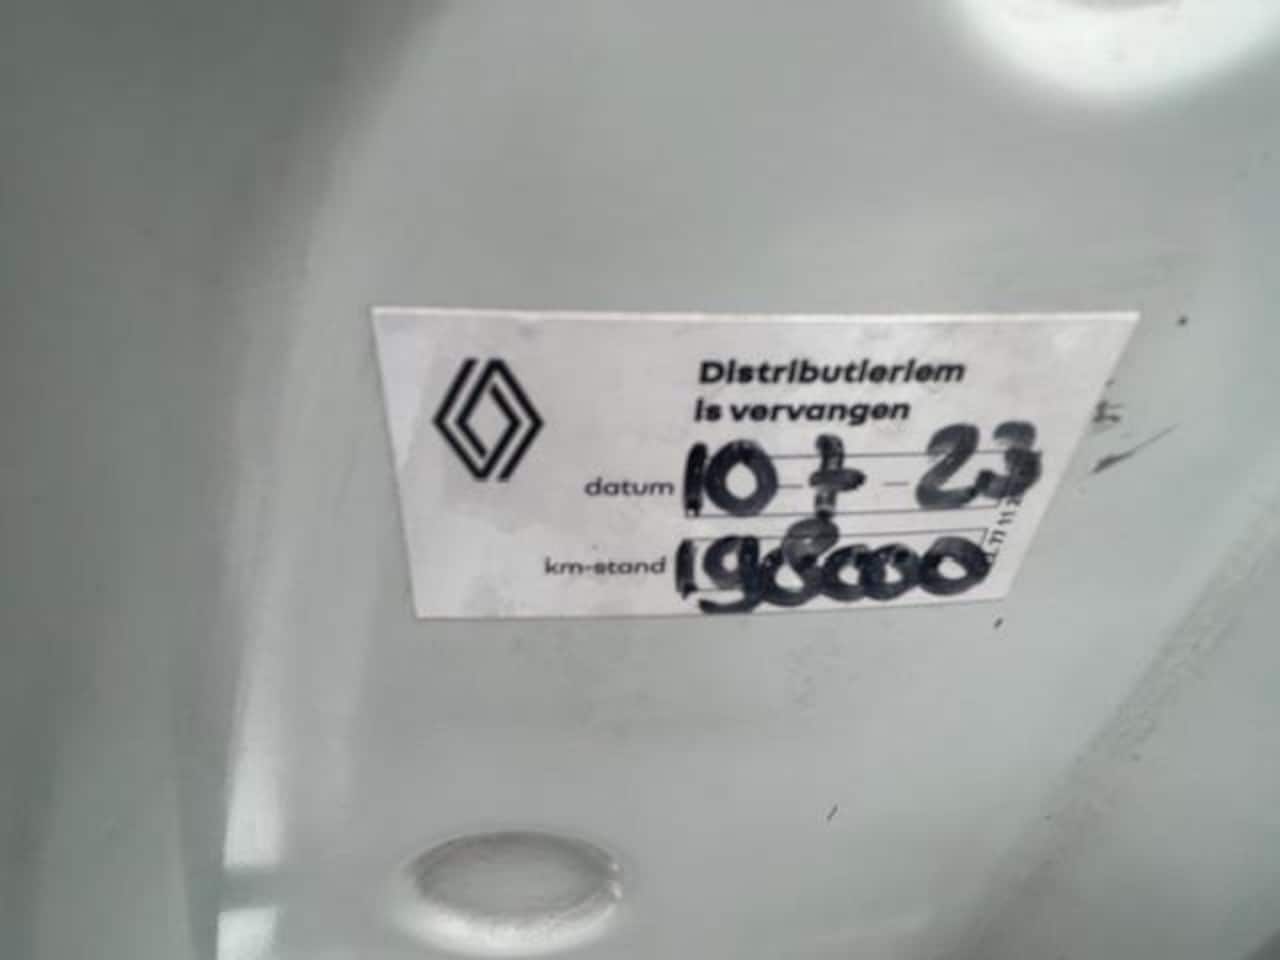 Distributieriem
is vervangen
datum 10 - 7 - 23
km-stand 198000